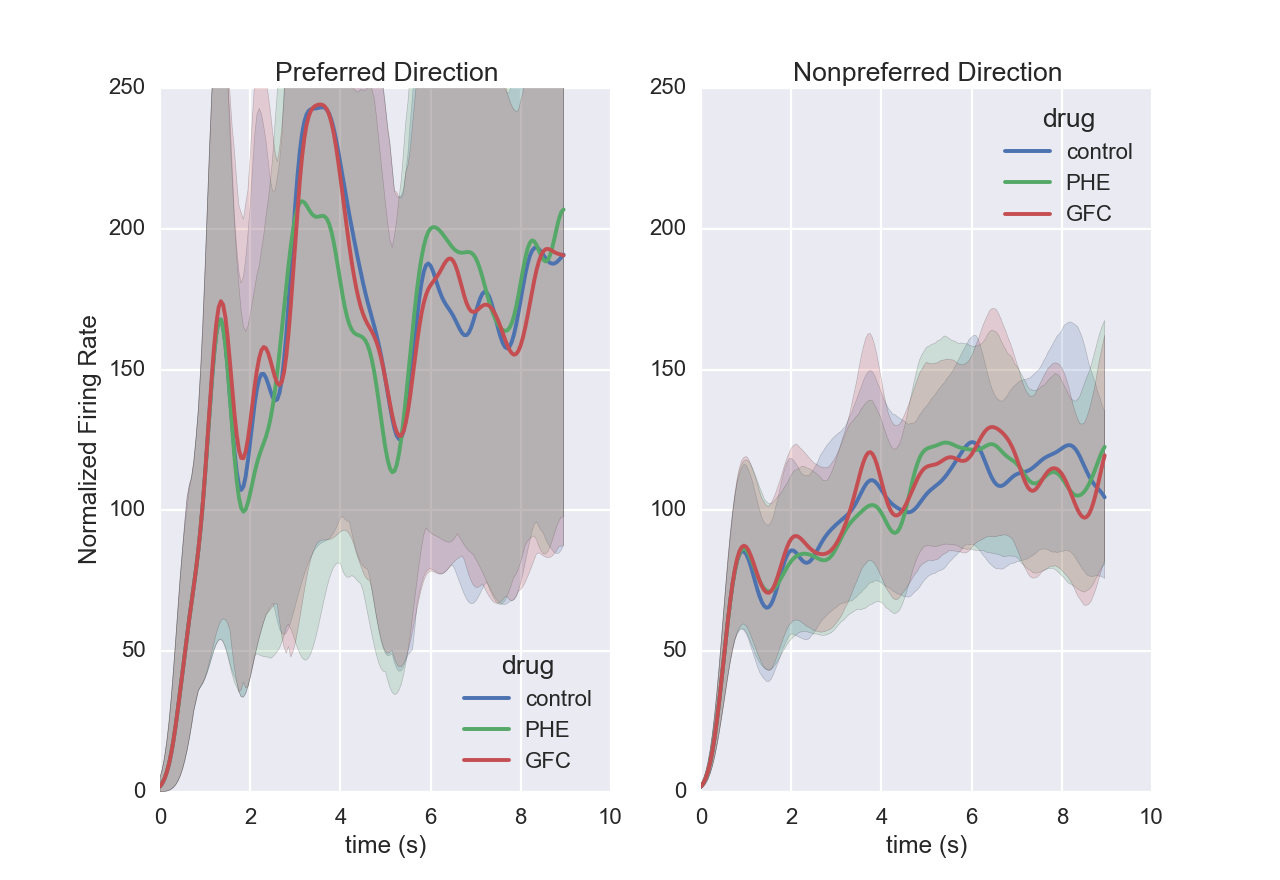 Preferred Direction
Normalized Firing Rate
250
200
150
100
50
0
0 2 4 6 8 10
time (s)
drug
control
PHE
GFC
Nonpreferred Direction
250
200
150
100
50
0
0 2 4 6 8 10
time (s)
drug
control
PHE
GFC